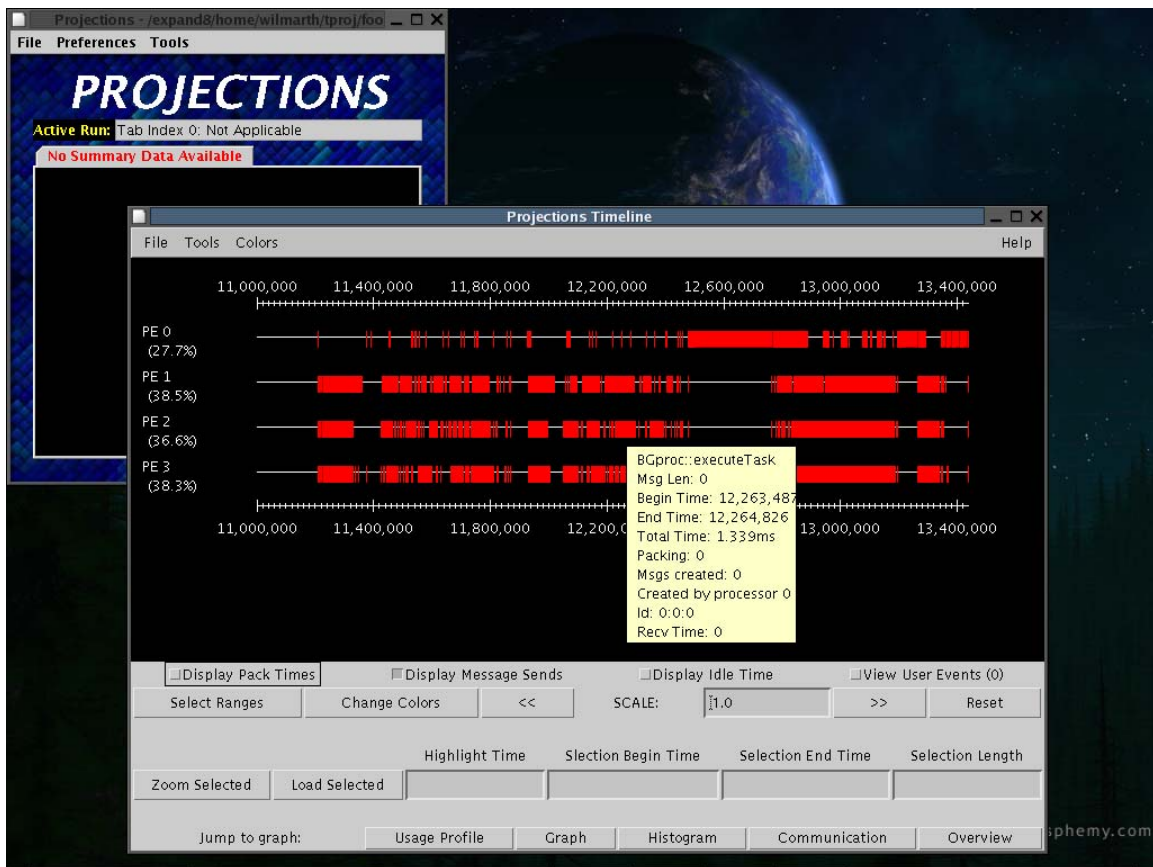 Projections - /expand8/home/wilmarth/tproj/foo
File Preferences Tools
PROJECTIONS
Active Run: Tab Index 0: Not Applicable
No Summary Data Available
Projections Timeline
File Tools Colors Help
11,000,000 11,400,000 11,800,000 12,200,000 12,600,000 13,000,000 13,400,000
PE 0
(27.7%)
PE 1
(38.5%)
PE 2
(36.6%)
PE 3
(38.3%)
11,000,000 11,400,000 11,800,000 12,200,0 13,000,000 13,400,000
BGproc::executeTask
Msg Len: 0
Begin Time: 12,263,487
End Time: 12,264,826
Total Time: 1.339ms
Packing: 0
Msgs created: 0
Created by processor 0
Id: 0:0:0
Recv Time: 0
Display Pack Times Display Message Sends Display Idle Time View User Events (0)
Select Ranges Change Colors << SCALE: 1.0 >> Reset
Highlight Time Slection Begin Time Selection End Time Selection Length
Zoom Selected Load Selected
Jump to graph: Usage Profile Graph Histogram Communication Overview
sphemy.com